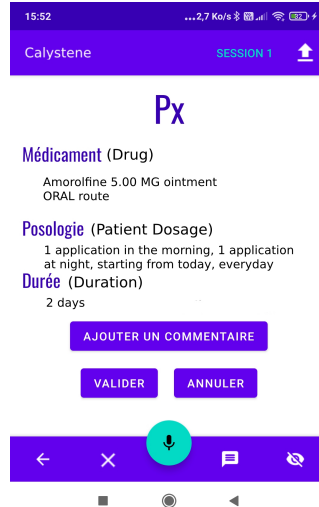 15:52
2,7 Ko/s 82
Calystene SESSION 1
Px
Médicament (Drug)
Amorolfine 5.00 MG ointment
ORAL route
Posologie (Patient Dosage)
1 application in the morning, 1 application
at night, starting from today, everyday
Durée (Duration)
2 days
AJOUTER UN COMMENTAIRE
VALIDER ANNULER